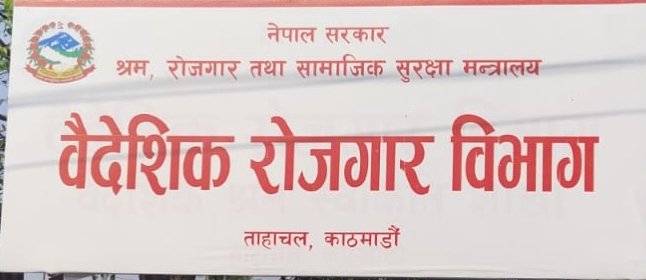 नेपाल सरकार
श्रम, रोजगार तथा सामाजिक सुरक्षा मन्त्रालय
वैदेशिक रोजगार विभाग
ताहाचल, काठमाडौं